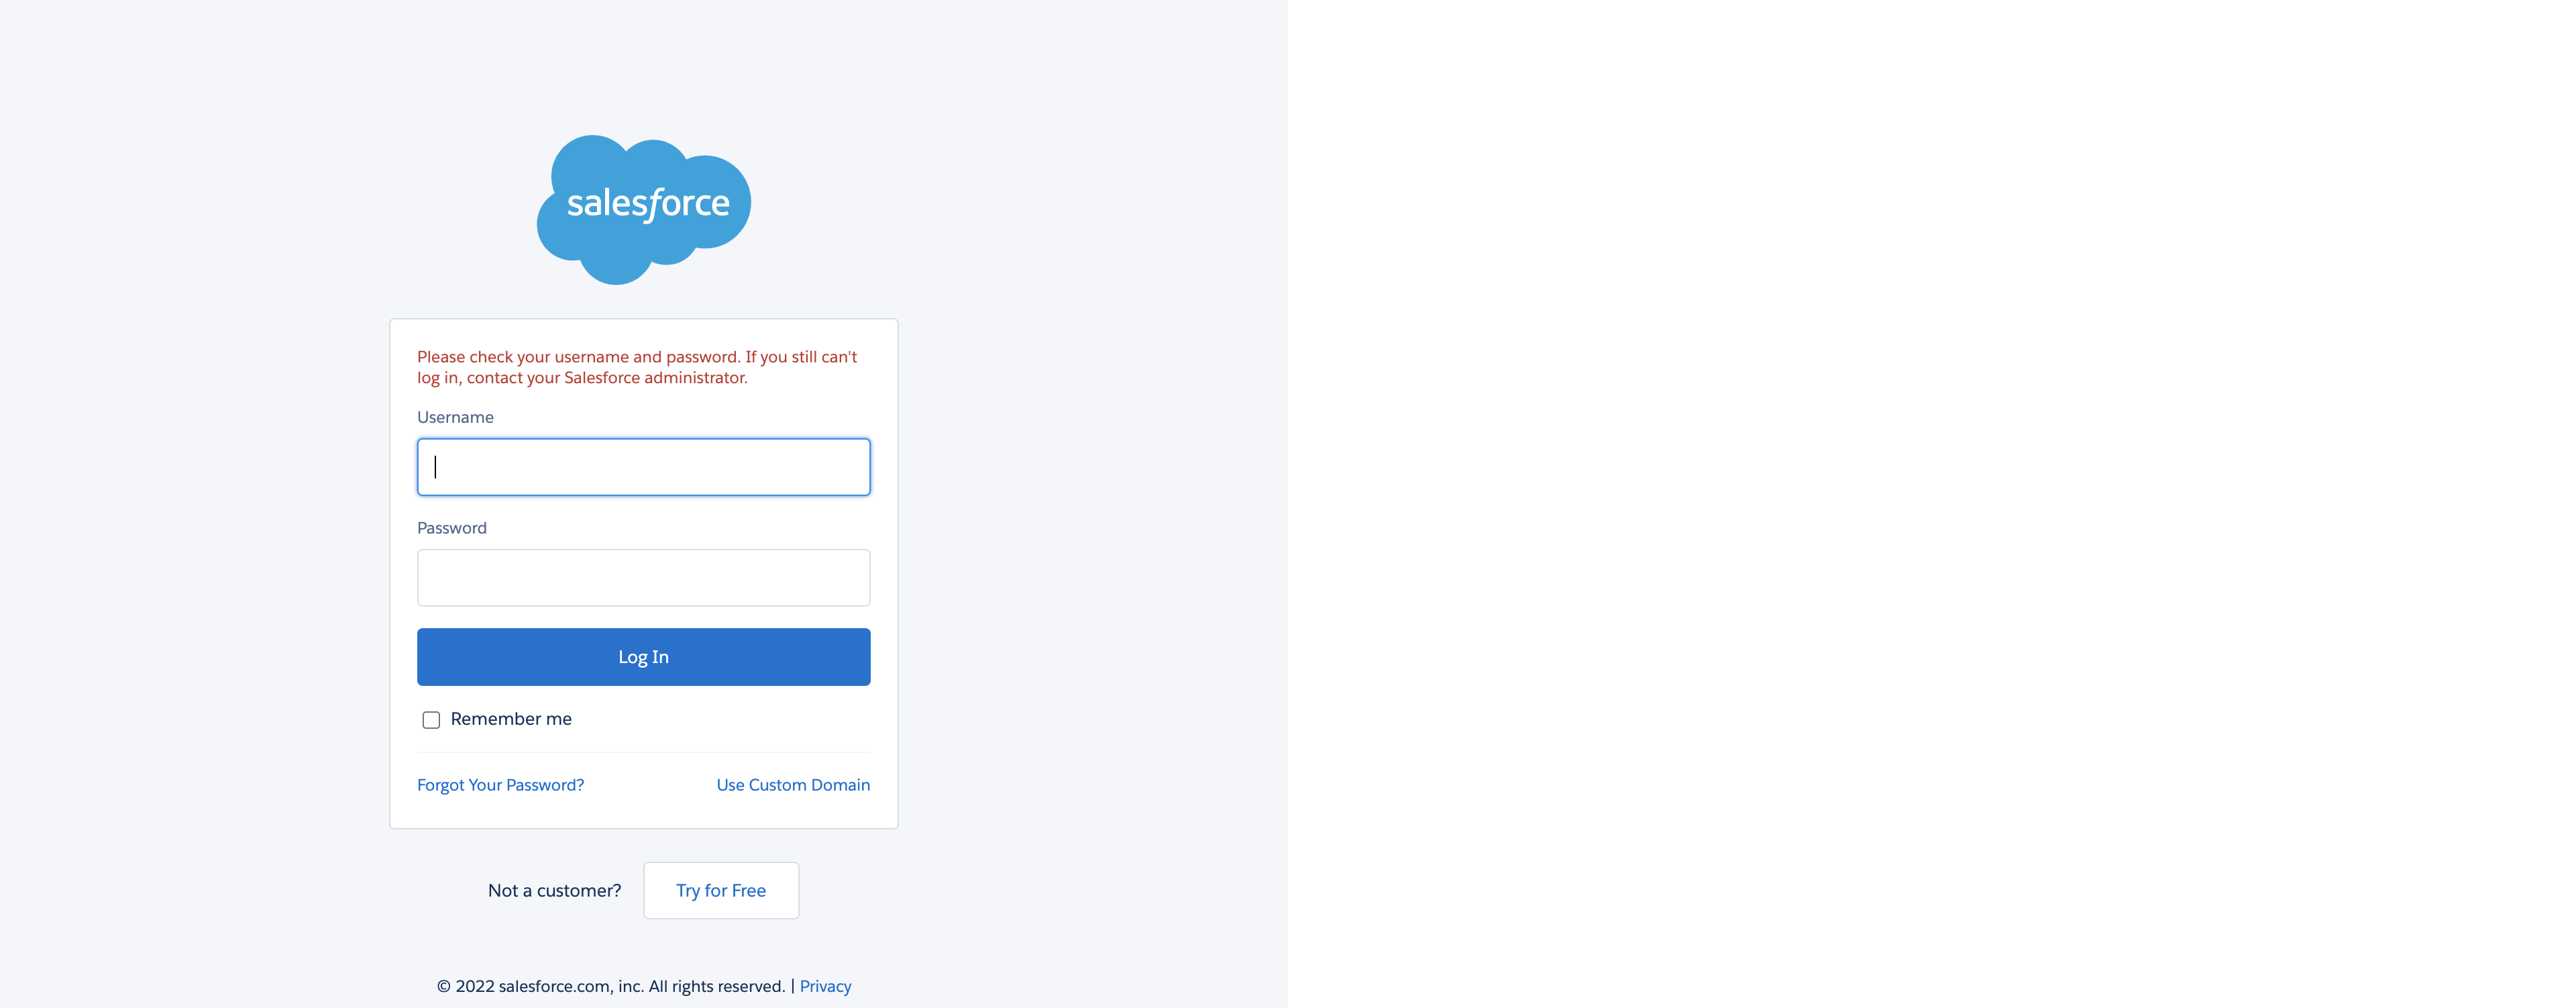 salesforce
Please check your username and password. If you still can't
log in, contact your Salesforce administrator.
Username
Password
Log In
Remember me
Forgot Your Password?
Use Custom Domain
Not a customer?
Try for Free
© 2022 salesforce.com, inc. All rights reserved. | Privacy